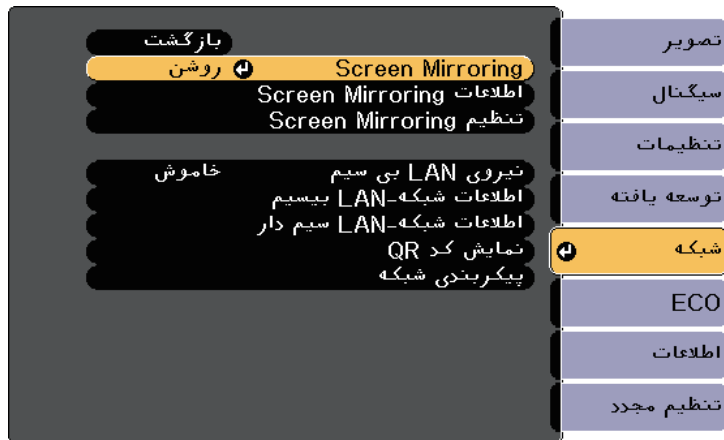 تصویر
سیگنال
تنظیمات
توسعه یافته
شبکه
ECO
اطلاعات
تنظیم مجدد
بازگشت
Screen Mirroring روشن
اطلاعات Screen Mirroring
تنظیم Screen Mirroring
نیروی LAN بی سیم خاموش
اطلاعات شبکه-LAN بیسیم
اطلاعات شبکه-LAN سیم دار
نمایش کد QR
پیکربندی شبکه